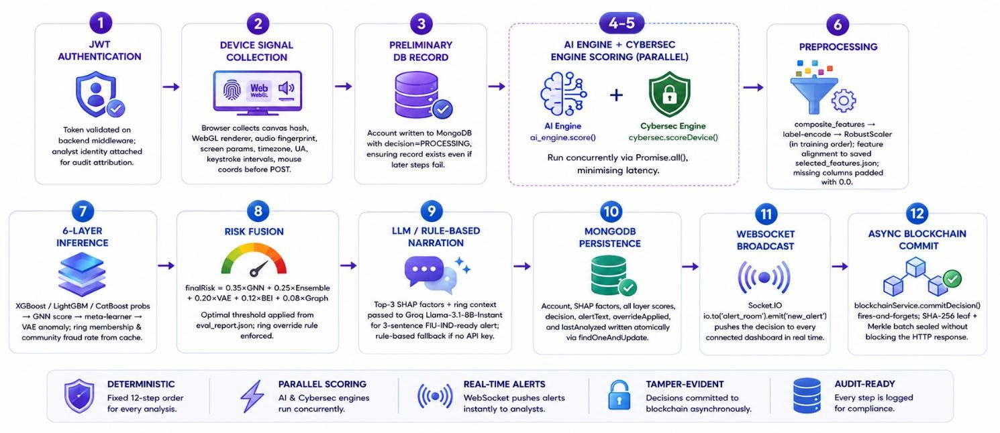 1
JWT
AUTHENTICATION
Token validated on
backend middleware;
analyst identity attached
for audit attribution.
2
DEVICE SIGNAL
COLLECTION
Web
WebGL
Browser collects canvas hash,
WebGL renderer, audio fingerprint,
screen params, timezone, UA,
keystroke intervals, mouse
coords before POST.
3
PRELIMINARY
DB RECORD
Account written to MongoDB
with decision=PROCESSING,
ensuring record exists even if
later steps fail.
4-5
AI ENGINE + CYBERSEC
ENGINE SCORING (PARALLEL)
+
AI Engine
ai_engine.score()
Cybersec Engine
cybersec.scoreDevice()
Run concurrently via Promise.all(),
minimising latency.
6
PREPROCESSING
composite_features →
label-encode → RobustScaler
(in training order); feature
alignment to saved
selected_features.json;
missing columns padded
with 0.0.
7
6-LAYER
INFERENCE
XGBoost / LightGBM / CatBoost probs
→ GNN score → meta-learner →
VAE anomaly; ring membership &
community fraud rate from cache.
8
RISK FUSION
finalRisk = 0.35×GNN + 0.25×Ensemble
+ 0.20×VAE + 0.12×BEI + 0.08×Graph
Optimal threshold applied from
eval_report.json; ring override rule
enforced.
9
LLM / RULE-BASED
NARRATION
Top-3 SHAP factors + ring context
passed to Groq Llama-3.1-8B-Instant
for 3-sentence FIU-IND-ready alert;
rule-based fallback if no API key.
10
MONGODB
PERSISTENCE
Account, SHAP factors, all layer scores,
decision, alertText, overrideApplied,
and lastAnalyzed written atomically
via findOneAndUpdate.
11
WEBSOCKET
BROADCAST
Socket.IO
io.to('alert_room').emit('new_alert')
pushes the decision to every
connected dashboard in real time.
12
ASYNC BLOCKCHAIN
COMMIT
blockchainService.commitDecision()
fires-and-forgets; SHA-256 leaf +
Merkle batch sealed without
blocking the HTTP response.
DETERMINISTIC
Fixed 12-step order
for every analysis.
PARALLEL SCORING
AI & Cybersec engines
run concurrently.
REAL-TIME ALERTS
WebSocket pushes alerts
instantly to analysts.
TAMPER-EVIDENT
Decisions committed to
blockchain asynchronously.
AUDIT-READY
Every step is logged
for compliance.